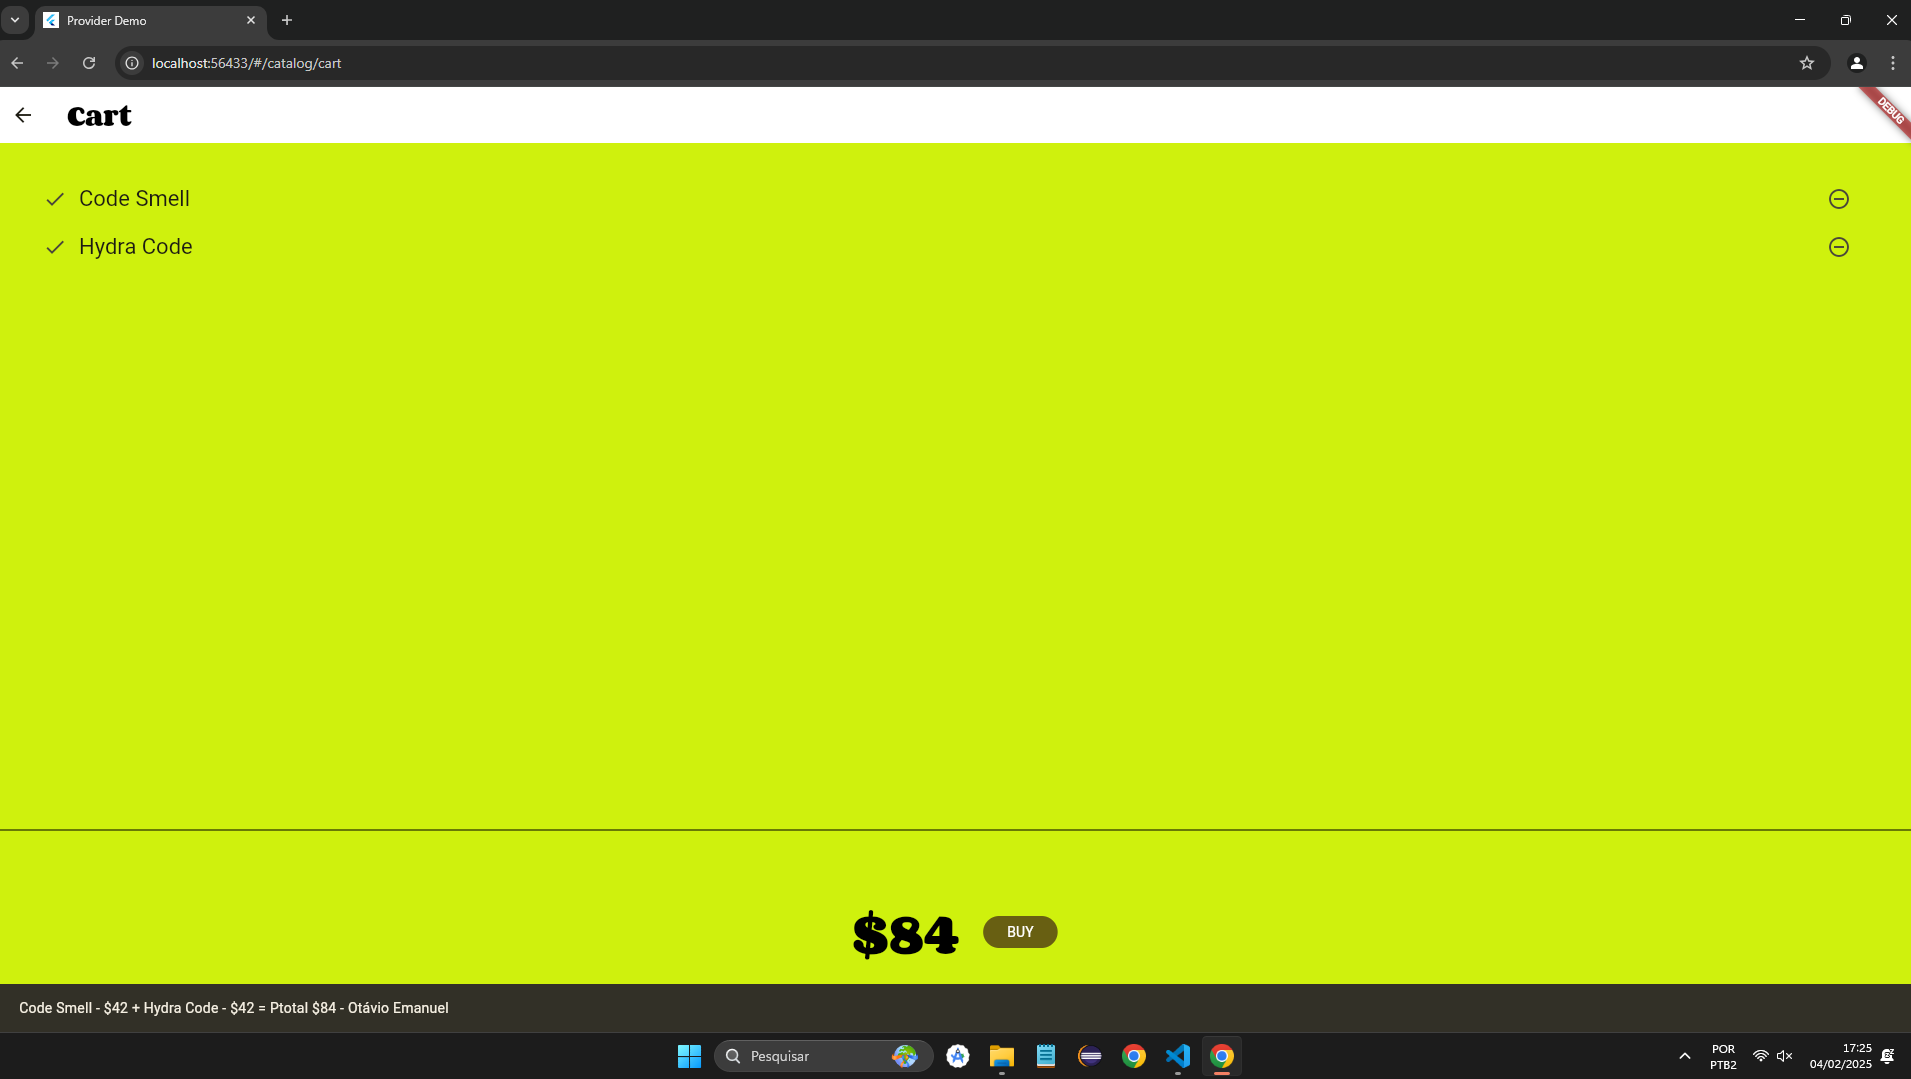 Provider Demo
localhost:56433/#/catalog/cart
Cart
DEBUG
Code Smell
Hydra Code
$84
BUY
Code Smell - $42 + Hydra Code - $42 = Ptotal $84 - Otávio Emanuel
Pesquisar
POR
PTB2
17:25
04/02/2025